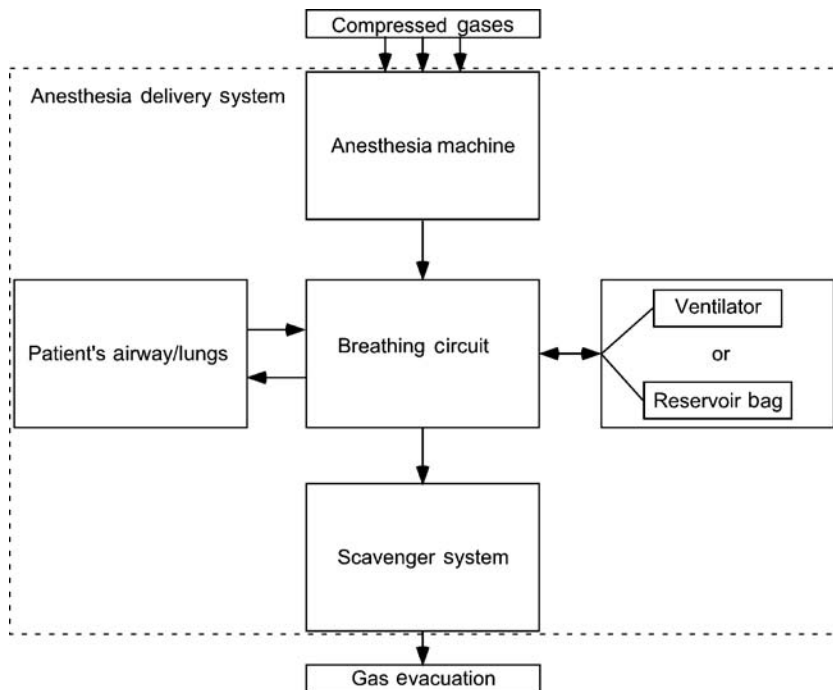 Compressed gases
Anesthesia delivery system
Anesthesia machine
Patient's airway/lungs
Breathing circuit
Ventilator
or
Reservoir bag
Scavenger system
Gas evacuation